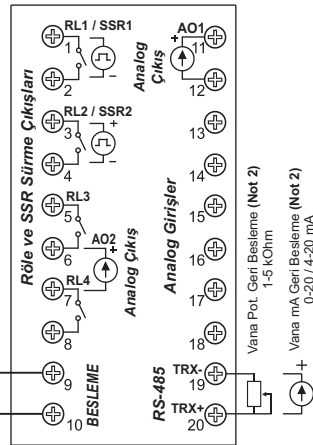 Röle ve SSR Sürme Çıkışları
RL1 / SSR1
+
1
–
2
RL2 / SSR2
+
3
–
4
RL3
5
6
AO2
+
RL4
7
8
Analog Çıkış
9
10
BESLEME
AO1
+
11
12
Analog
Çıkış
13
14
15
16
17
18
Analog Girişler
RS-485
TRX-
19
TRX+
20
Vana Pot. Geri Besleme (Not 2)
1-5 kOhm
Vana mA Geri Besleme (Not 2)
0-20 / 4-20 mA
+